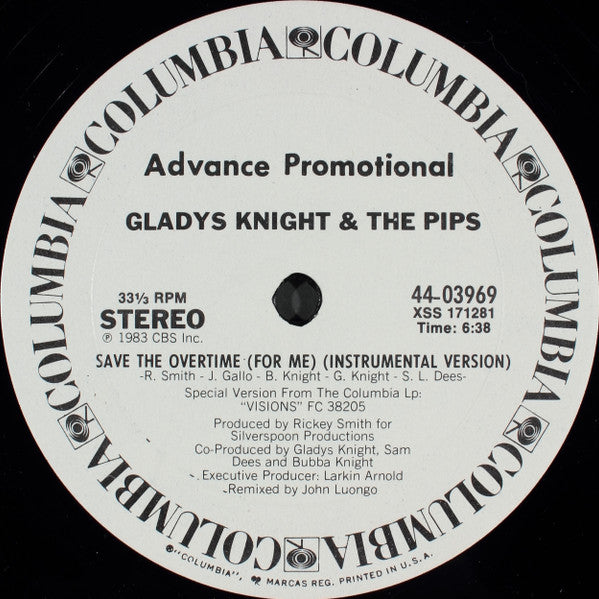 COLUMBIA COLUMBIA COLUMBIA COLUMBIA COLUMBIA COLUMBIA COLUMBIA
Advance Promotional
GLADYS KNIGHT & THE PIPS
33⅓ RPM
STEREO
℗ 1983 CBS Inc.
44-03969
XSS 171281
Time: 6:38
SAVE THE OVERTIME (FOR ME) (INSTRUMENTAL VERSION)
-R. Smith - J. Gallo - B. Knight - G. Knight - S. L. Dees-
Special Version From The Columbia Lp:
"VISIONS" FC 38205
Produced by Rickey Smith for
Silverspoon Productions
Co-Produced by Gladys Knight, Sam
Dees and Bubba Knight
Executive Producer: Larkin Arnold
Remixed by John Luongo
®"COLUMBIA", MARCAS REG. PRINTED IN U.S.A.